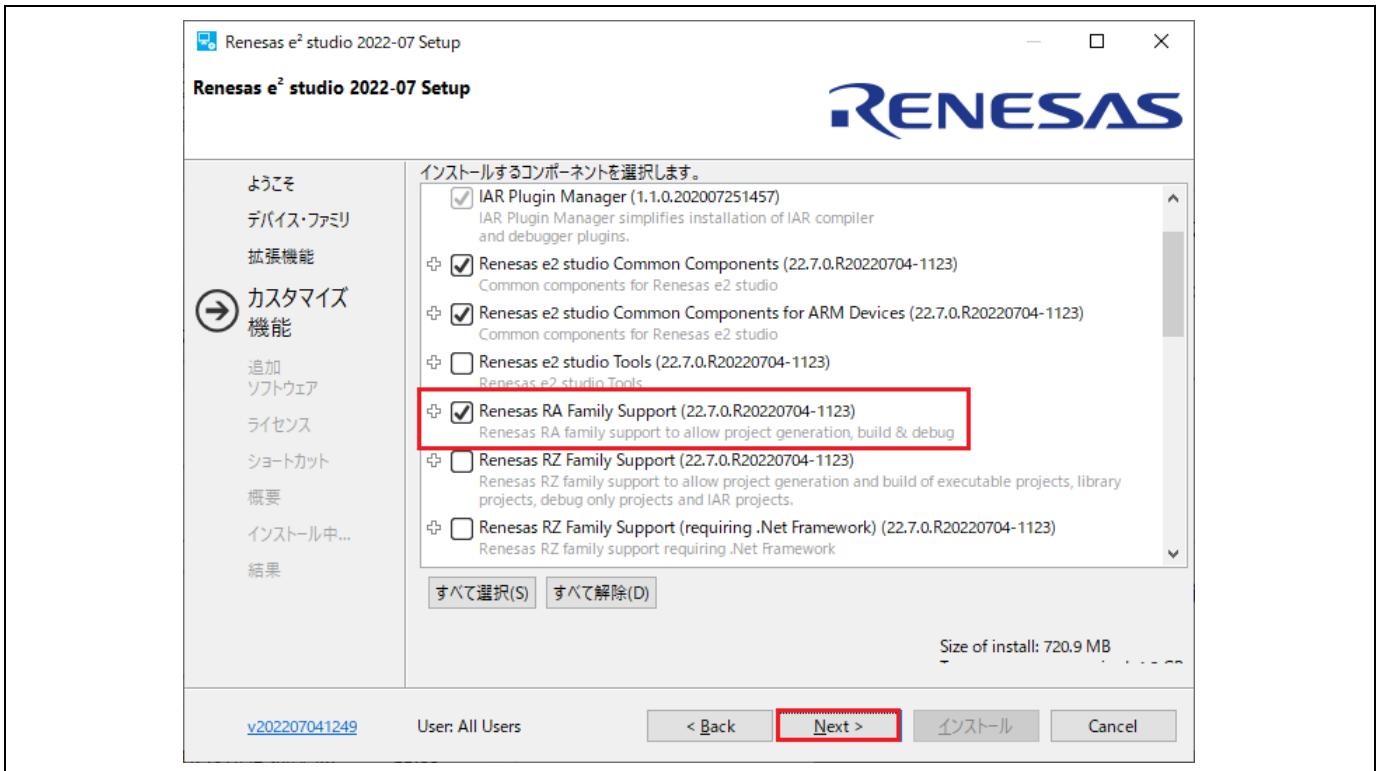 Renesas e² studio 2022-07 Setup
Renesas e² studio 2022-07 Setup
RENESAS
ようこそ
デバイス・ファミリ
拡張機能
カスタマイズ
機能
追加
ソフトウェア
ライセンス
ショートカット
概要
インストール中...
結果
インストールするコンポーネントを選択します。
IAR Plugin Manager (1.1.0.202007251457)
IAR Plugin Manager simplifies installation of IAR compiler
and debugger plugins.
Renesas e2 studio Common Components (22.7.0.R20220704-1123)
Common components for Renesas e2 studio
Renesas e2 studio Common Components for ARM Devices (22.7.0.R20220704-1123)
Common components for Renesas e2 studio
Renesas e2 studio Tools (22.7.0.R20220704-1123)
Renesas e2 studio Tools
Renesas RA Family Support (22.7.0.R20220704-1123)
Renesas RA family support to allow project generation, build & debug
Renesas RZ Family Support (22.7.0.R20220704-1123)
Renesas RZ family support to allow project generation and build of executable projects, library
projects, debug only projects and IAR projects.
Renesas RZ Family Support (requiring .Net Framework) (22.7.0.R20220704-1123)
Renesas RZ family support requiring .Net Framework
すべて選択(S) すべて解除(D)
Size of install: 720.9 MB
v202207041249 User: All Users < Back Next > インストール Cancel